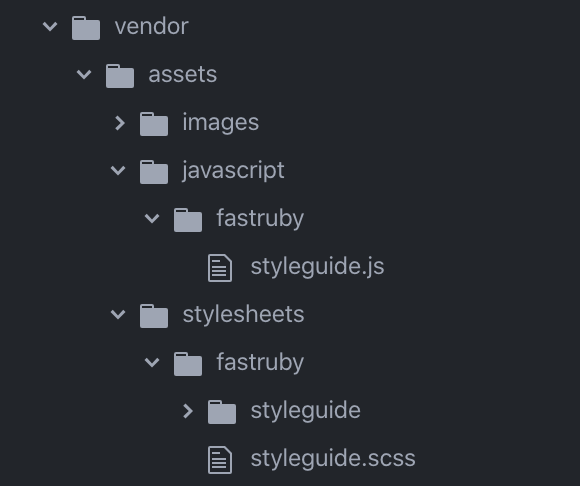 vendor
assets
images
javascript
fastruby
styleguide.js
stylesheets
fastruby
styleguide
styleguide.scss